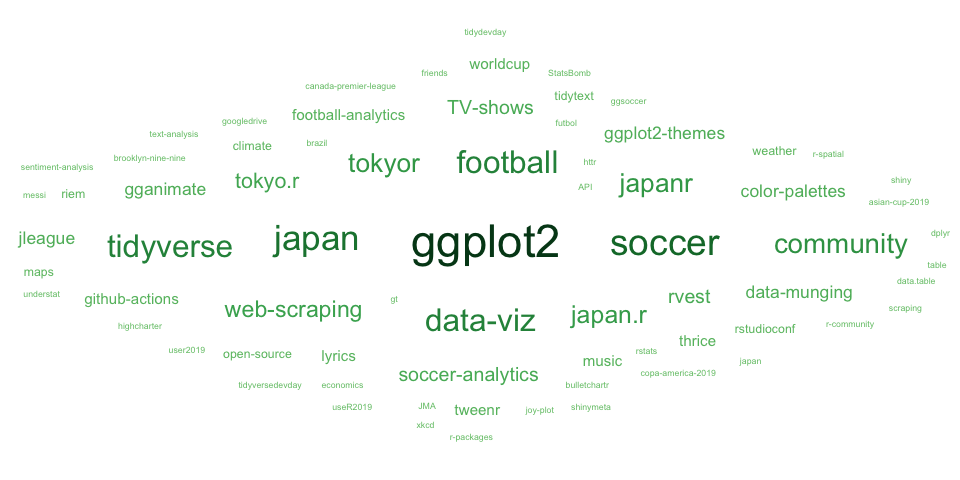 tidydevday
worldcup
friends
StatsBomb
canada-premier-league
tidytext
ggsoccer
TV-shows
football-analytics
googledrive
futbol
text-analysis
ggplot2-themes
climate
brazil
weather
r-spatial
brooklyn-nine-nine
sentiment-analysis
tokyor
football
httr
messi
riem
gganimate
tokyo.r
API
japanr
color-palettes
shiny
asian-cup-2019
jleague
tidyverse
japan
ggplot2
soccer
community
dplyr
table
maps
data.table
understat
github-actions
gt
rvest
data-munging
web-scraping
scraping
highcharter
data-viz
japan.r
rstudioconf
r-community
thrice
user2019
open-source
lyrics
rstats
music
japan
soccer-analytics
copa-america-2019
tidyversedevday
economics
bulletchartr
useR2019
JMA
tweenr
joy-plot
shinymeta
xkcd
r-packages